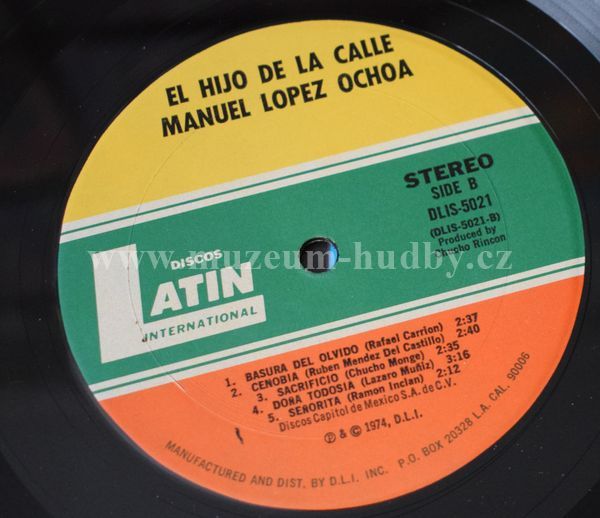 EL HIJO DE LA CALLE
MANUEL LOPEZ OCHOA
STEREO
SIDE B
DLIS-5021
(DLIS-5021-B)
Produced by
Chucho Rincon
www.muzeum-hudby.cz
DISCOS
LATIN
INTERNATIONAL
1. BASURA DEL OLVIDO (Rafael Carrion) 2:37
2. CENOBIA (Ruben Mendez Del Castillo) 2:40
3. SACRIFICIO (Chucho Monge) 2:35
4. DOÑA TODOSIA (Lazaro Muñiz) 3:16
5. SEÑORITA (Ramon Inclan) 2:12
Discos Capitol de Mexico S.A. de C.V.
℗ & © 1974, D.L.I.
MANUFACTURED AND DIST. BY D.L.I. INC. P.O. BOX 20328 L.A. CAL. 90006